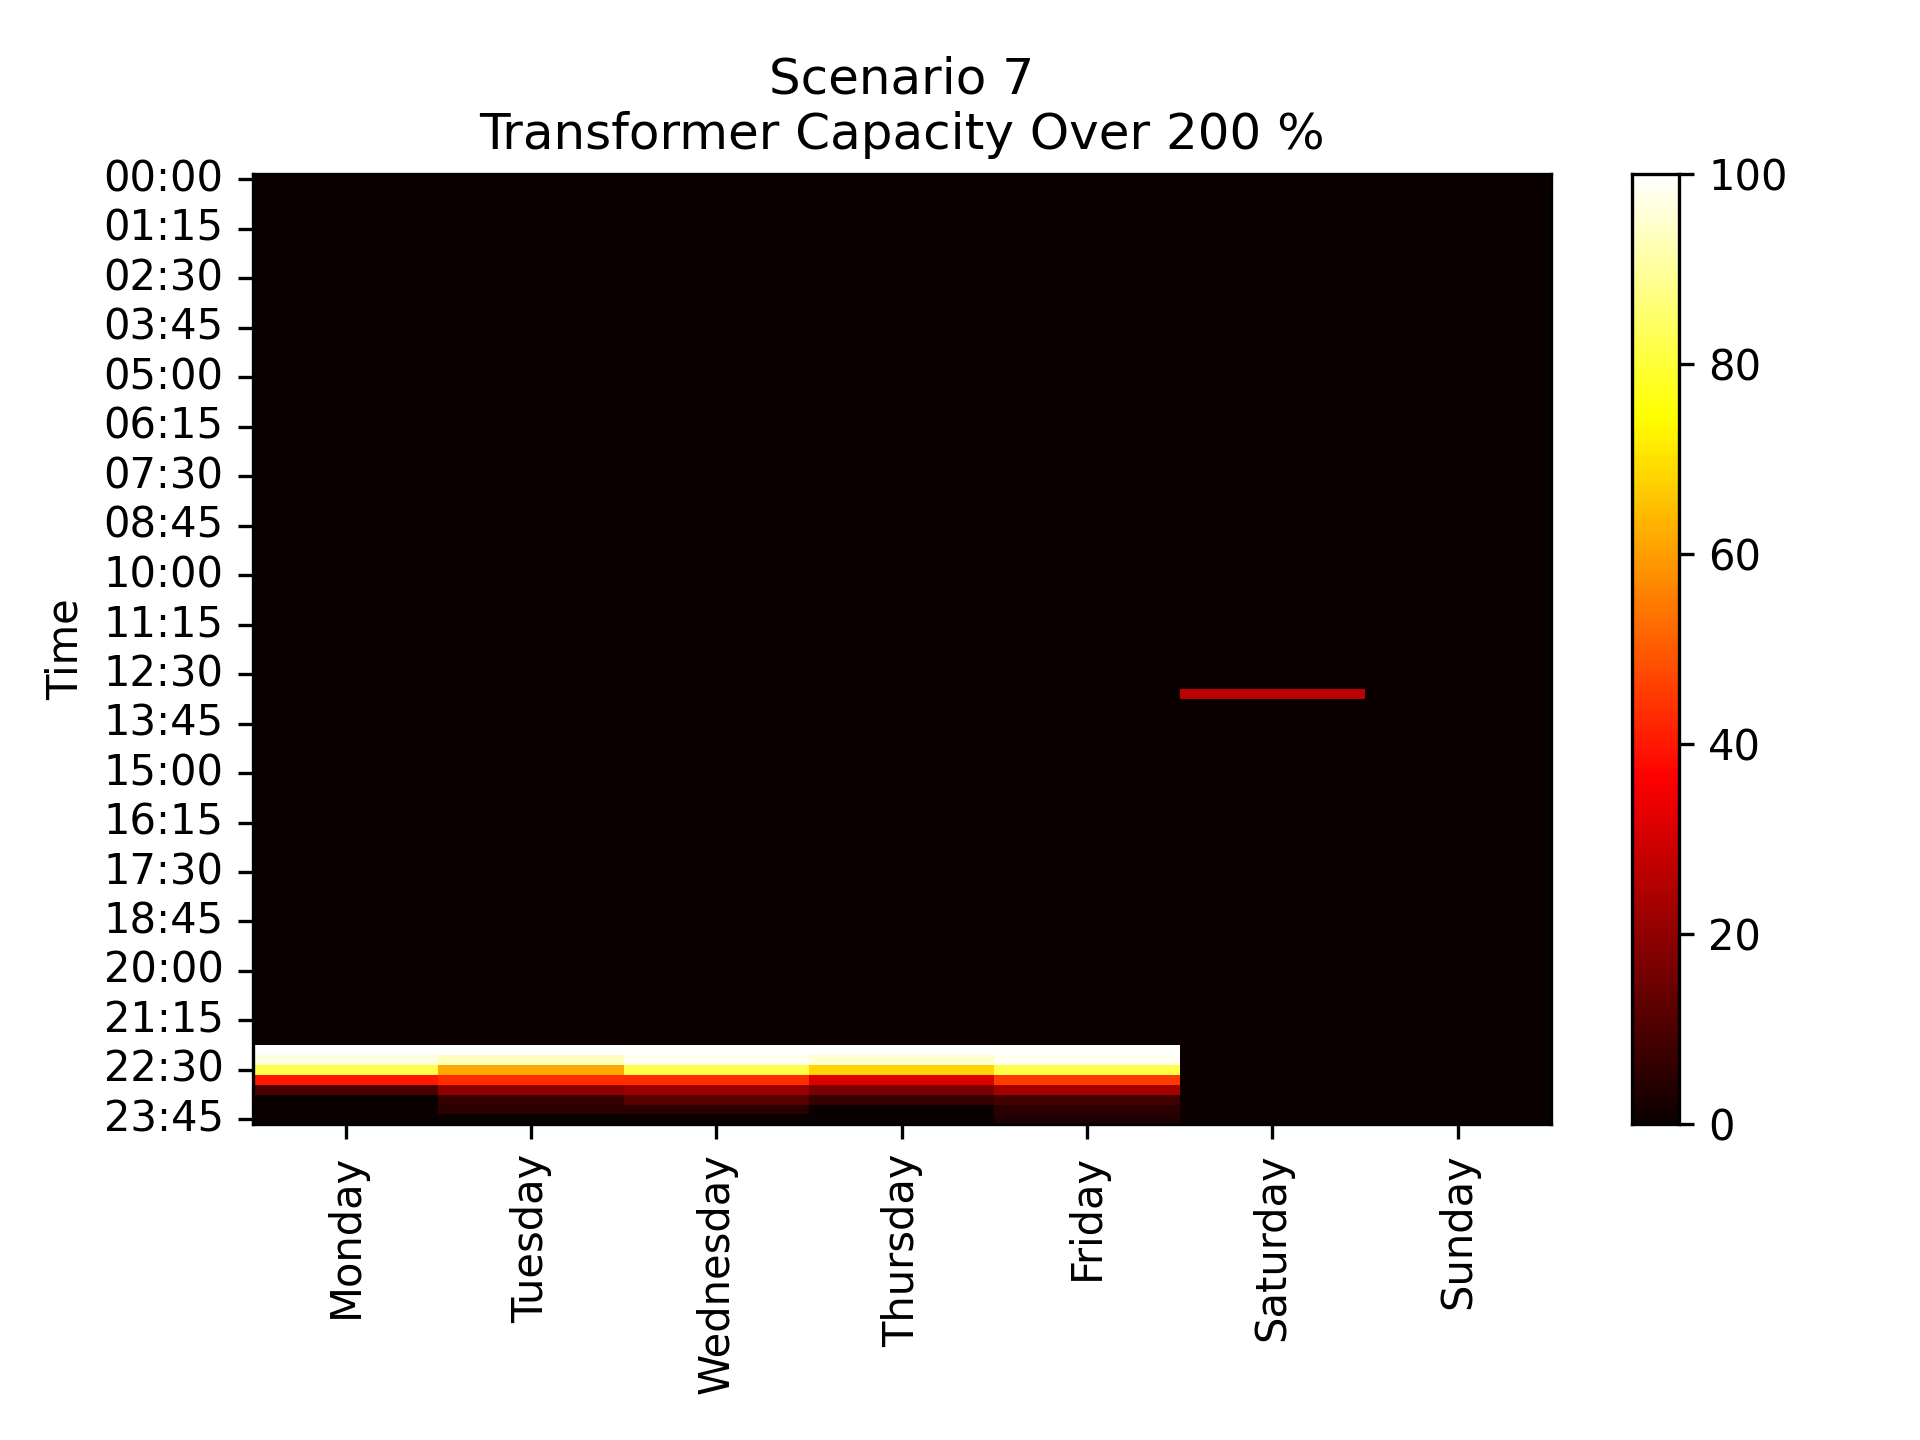 Scenario 7
Transformer Capacity Over 200 %
Time
00:00
01:15
02:30
03:45
05:00
06:15
07:30
08:45
10:00
11:15
12:30
13:45
15:00
16:15
17:30
18:45
20:00
21:15
22:30
23:45
Monday
Tuesday
Wednesday
Thursday
Friday
Saturday
Sunday
100
80
60
40
20
0